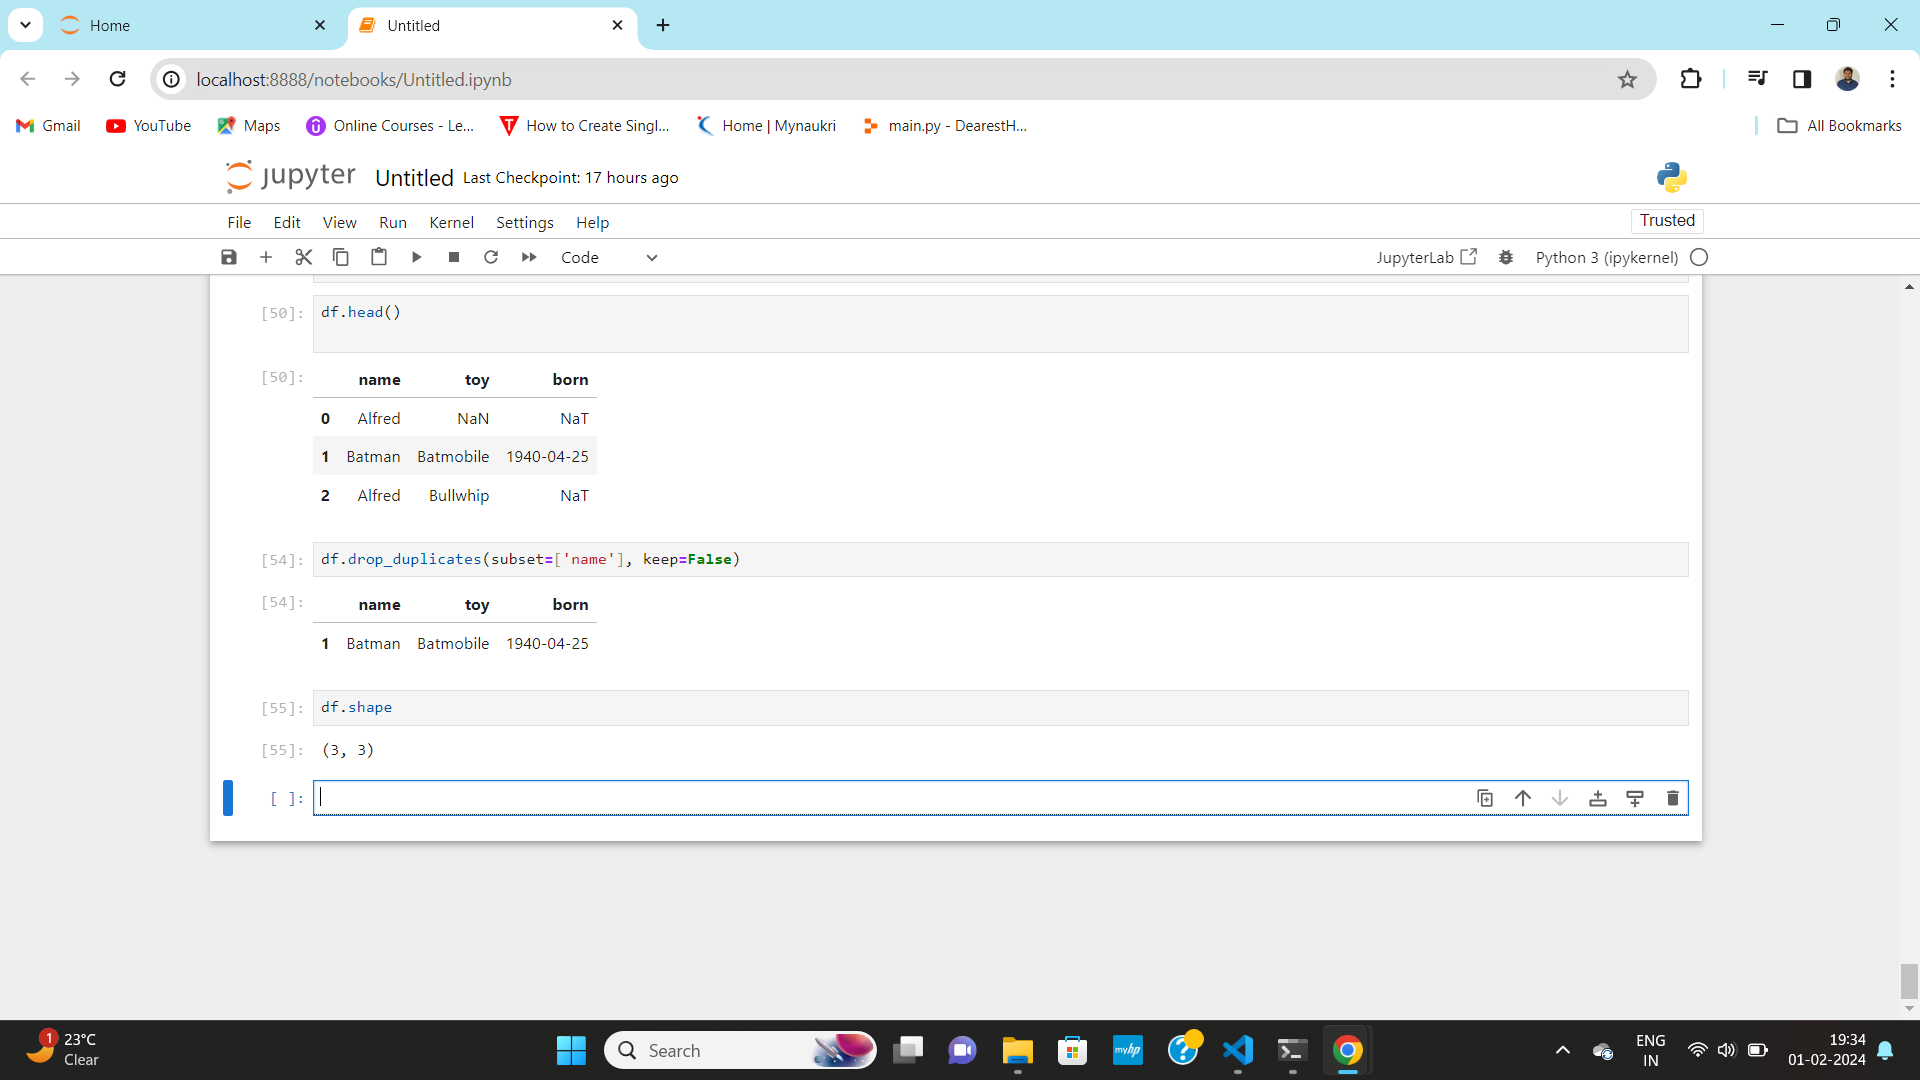 Home
Untitled
localhost:8888/notebooks/Untitled.ipynb
Gmail YouTube Maps Online Courses - Le... How to Create Singl... Home | Mynaukri main.py - DearestH... All Bookmarks
jupyter Untitled Last Checkpoint: 17 hours ago
File Edit View Run Kernel Settings Help Trusted
Code JupyterLab Python 3 (ipykernel)
[50]: df.head()
[50]: name toy born
0 Alfred NaN NaT
1 Batman Batmobile 1940-04-25
2 Alfred Bullwhip NaT
[54]: df.drop_duplicates(subset=['name'], keep=False)
[54]: name toy born
1 Batman Batmobile 1940-04-25
[55]: df.shape
[55]: (3, 3)
[ ]:
1 23°C
Clear
Search
myhp
ENG
IN
19:34
01-02-2024